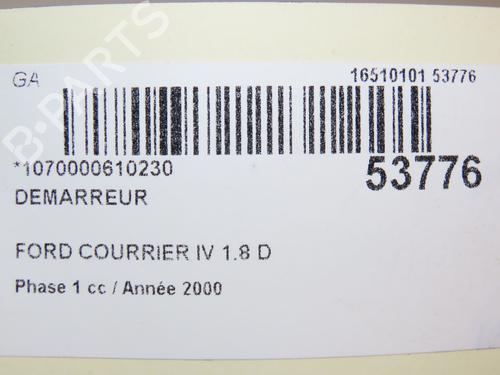 GA
16510101 53776
*1070000610230
53776
DEMARREUR
FORD COURRIER IV 1.8 D
Phase 1 cc / Année 2000
B-PARTS